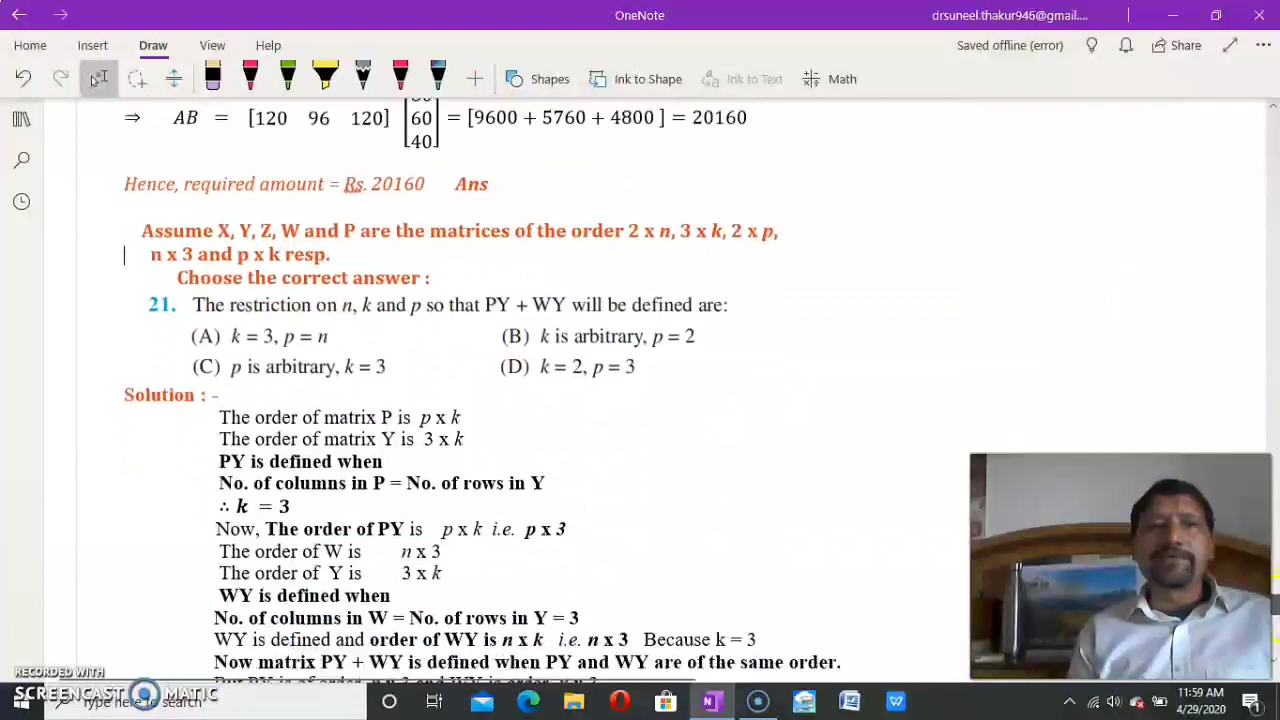 OneNote
drsuneel.thakur946@gmail....
Home Insert Draw View Help
Saved offline (error)
Share
Shapes
Ink to Shape
Ink to Text
Math
⇒ AB = [120 96 120] [60 40] = [9600 + 5760 + 4800 ] = 20160
Hence, required amount = Rs. 20160 Ans
Assume X, Y, Z, W and P are the matrices of the order 2 x n, 3 x k, 2 x p,
n x 3 and p x k resp.
Choose the correct answer :
21. The restriction on n, k and p so that PY + WY will be defined are:
(A) k = 3, p = n (B) k is arbitrary, p = 2
(C) p is arbitrary, k = 3 (D) k = 2, p = 3
Solution : -
The order of matrix P is p x k
The order of matrix Y is 3 x k
PY is defined when
No. of columns in P = No. of rows in Y
∴ k = 3
Now, The order of PY is p x k i.e. p x 3
The order of W is n x 3
The order of Y is 3 x k
WY is defined when
No. of columns in W = No. of rows in Y = 3
WY is defined and order of WY is n x k i.e. n x 3 Because k = 3
Now matrix PY + WY is defined when PY and WY are of the same order.
RECORDED WITH
SCREENCAST MATIC
Type here to search
11:59 AM
4/29/2020